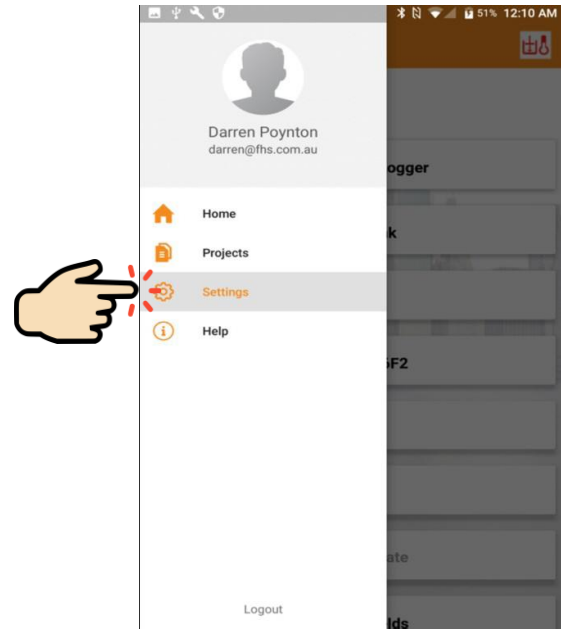 51% 12:10 AM
Darren Poynton
darren@fhs.com.au
ogger
Home
k
Projects
Settings
Help
F2
ate
Logout
lds